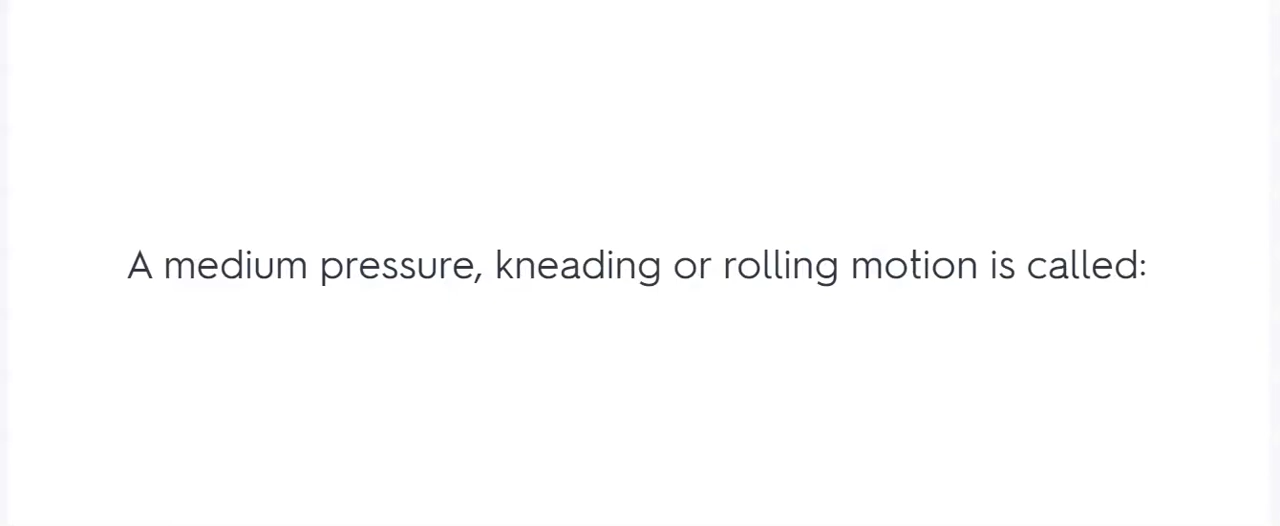 A medium pressure, kneading or rolling motion is called: